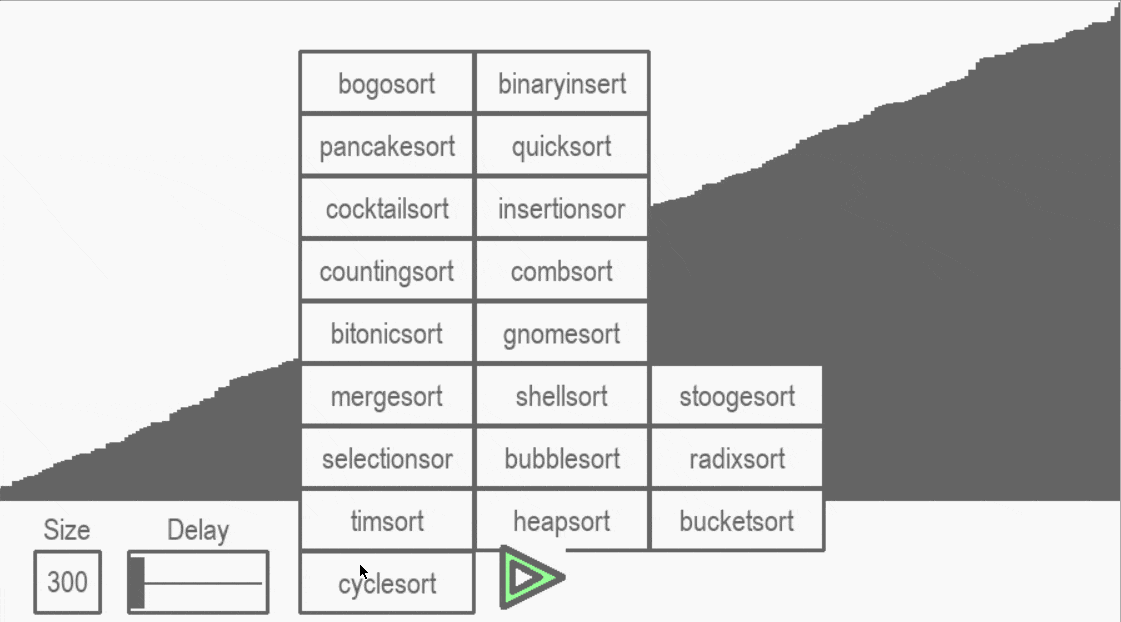 bogosort binaryinsert
pancakesort quicksort
cocktailsort insertionsor
countingsort combsort
bitonicsort gnomesort
mergesort shellsort stoogesort
selectionsor bubblesort radixsort
timsort heapsort bucketsort
Size Delay
300 cyclesort